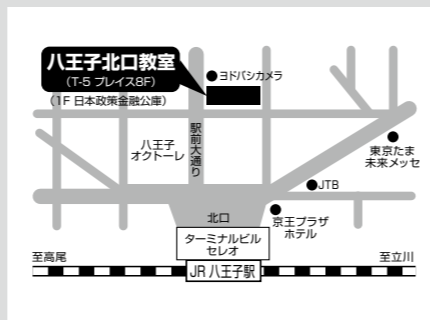 八王子北口教室
（T-5 プレイス8F）
（1F 日本政策金融公庫）
ヨドバシカメラ
八王子
オクトーレ
駅前大通り
東京たま
未来メッセ
JTB
北口
京王プラザ
ホテル
ターミナルビル
セレオ
至高尾
至立川
JR 八王子駅